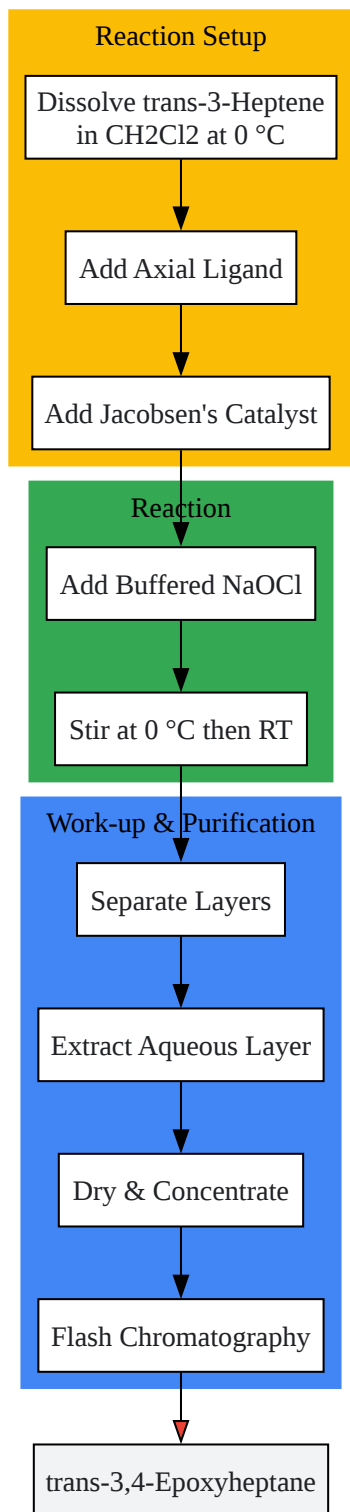 Reaction Setup
Dissolve trans-3-Heptene
in CH2Cl2 at 0 °C
Add Axial Ligand
Add Jacobsen's Catalyst
Reaction
Add Buffered NaOCl
Stir at 0 °C then RT
Work-up & Purification
Separate Layers
Extract Aqueous Layer
Dry & Concentrate
Flash Chromatography
trans-3,4-Epoxyheptane